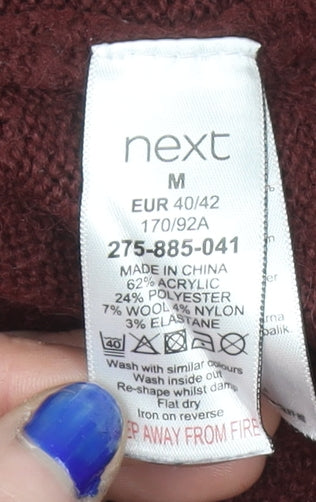 next
M
EUR 40/42
170/92A
275-885-041
MADE IN CHINA
62% ACRYLIC
24% POLYESTER
7% WOOL 4% NYLON
3% ELASTANE
40
Wash with similar colours
Wash inside out
Re-shape whilst damp
Flat dry
Iron on reverse
EP AWAY FROM FIRE